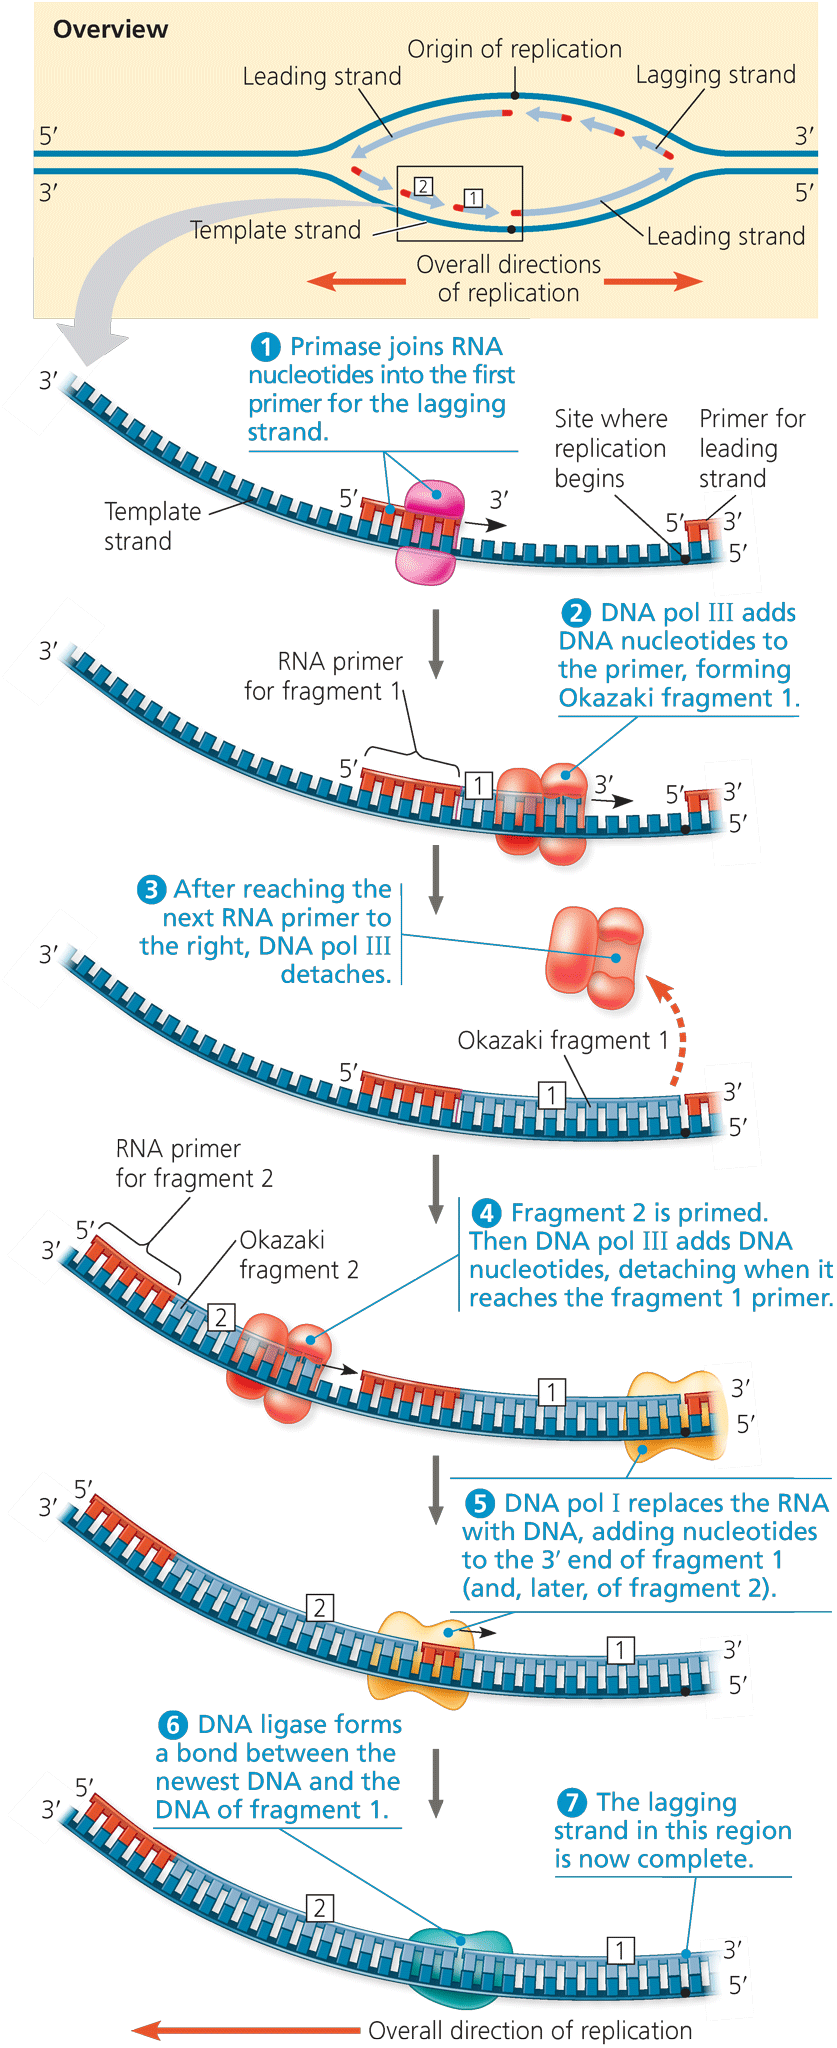 Overview
Origin of replication
Leading strand
Lagging strand
5′
3′
3′
5′
2
1
Template strand
Leading strand
Overall directions
of replication
1 Primase joins RNA
nucleotides into the first
primer for the lagging
strand.
3′
Site where
replication
begins
Primer for
leading
strand
Template
strand
5′
3′
5′
3′
5′
2 DNA pol III adds
DNA nucleotides to
the primer, forming
Okazaki fragment 1.
3′
RNA primer
for fragment 1
5′
1
3′
5′
3′
5′
3 After reaching the
next RNA primer to
the right, DNA pol III
detaches.
3′
Okazaki fragment 1
5′
1
3′
5′
RNA primer
for fragment 2
5′
3′
Okazaki
fragment 2
4 Fragment 2 is primed.
Then DNA pol III adds DNA
nucleotides, detaching when it
reaches the fragment 1 primer.
2
1
3′
5′
5′
3′
5 DNA pol I replaces the RNA
with DNA, adding nucleotides
to the 3′ end of fragment 1
(and, later, of fragment 2).
2
1
3′
5′
6 DNA ligase forms
a bond between the
newest DNA and the
DNA of fragment 1.
7 The lagging
strand in this region
is now complete.
5′
3′
2
1
3′
5′
Overall direction of replication